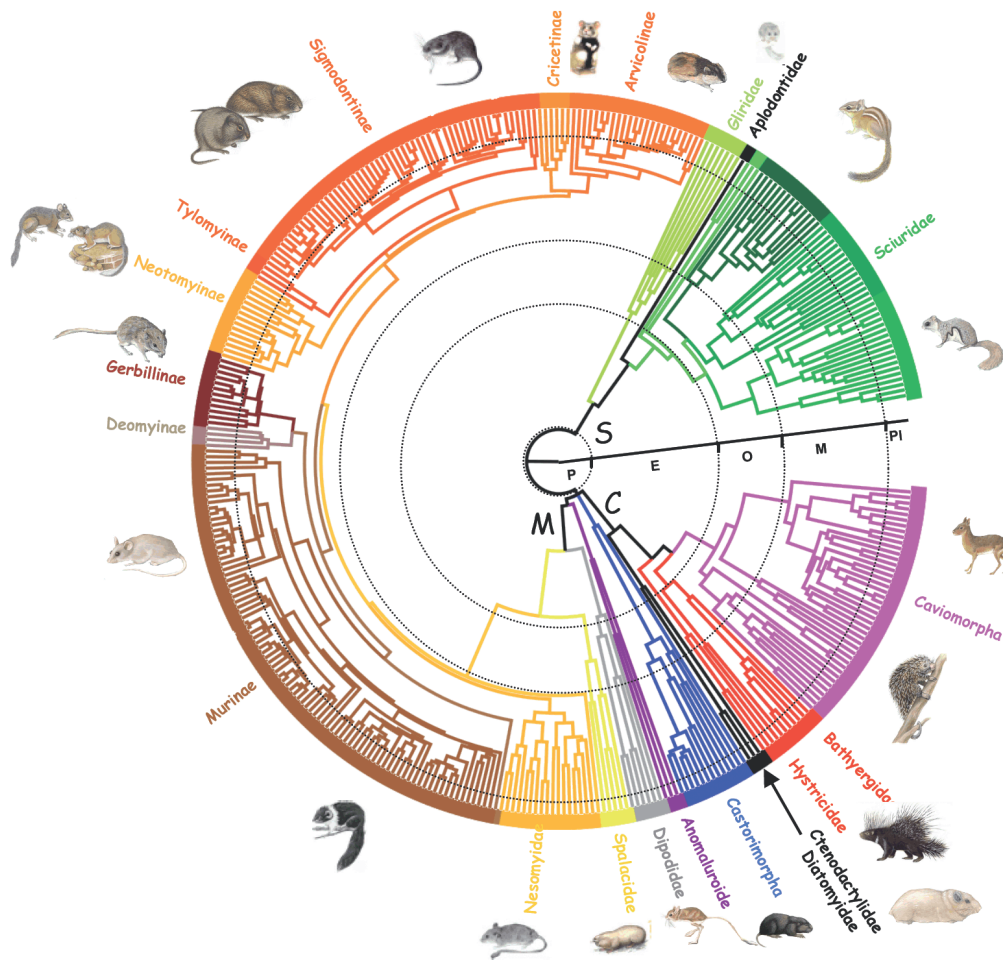 Sigmodontinae
Cricetinae
Arvicolinae
Gliridae
Aplodontidae
Sciuridae
Tylomyinae
Neotomyinae
Gerbillinae
Deomyinae
S
P
E
O
M
Pl
M
C
Caviomorpha
Murinae
Bathyergida
Hystricidae
Ctenodactylidae
Diatomyidae
Castorimorpha
Anomaluroide
Dipodidae
Spalacidae
Nesomyidae